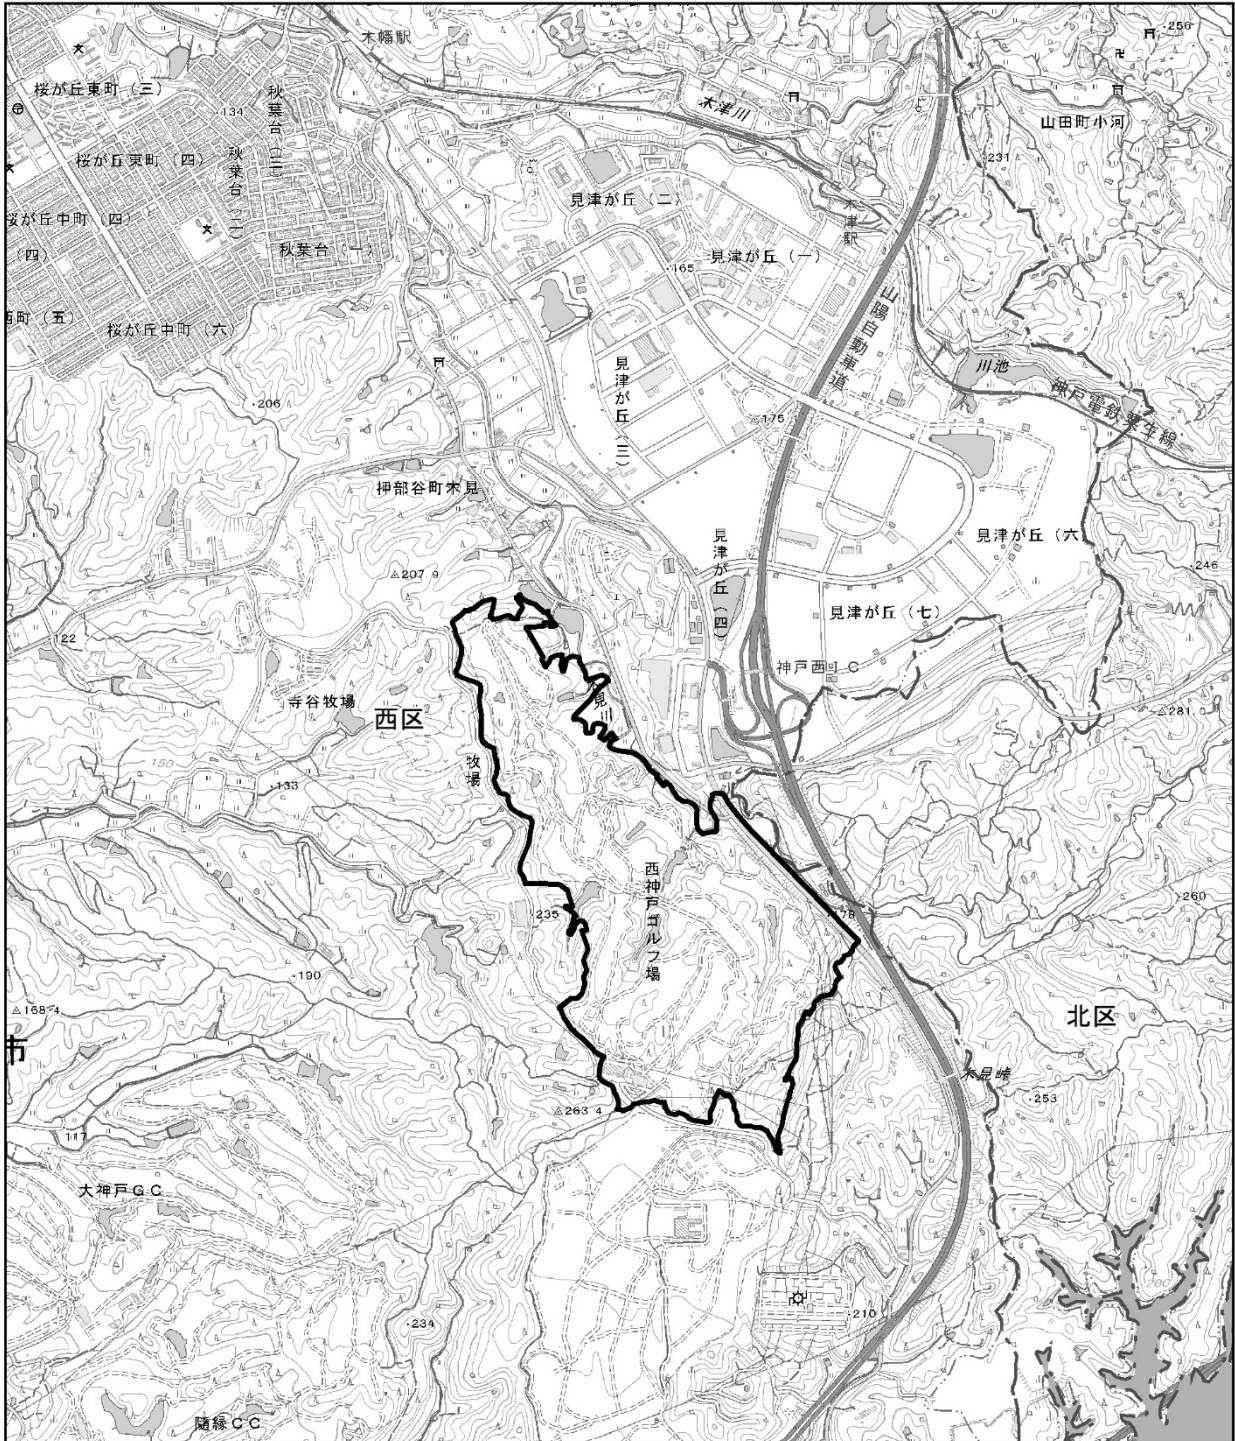 木幡駅
256
桜が丘東町（三）
134
秋葉台（三）
木津川
山田町小河
231
桜が丘東町（四）
秋葉台（二）
見津が丘（二）
木津駅
桜が丘中町（四）
（四）
秋葉台（一）
見津が丘（一）
165
山陽自動車道
西町（五）
桜が丘中町（六）
川池
見津が丘（三）
神戸電鉄粟生線
206
175
押部谷町木見
見津が丘（六
見津が丘（四）
246
207.9
見津が丘（七）
122
神戸西IC
寺谷牧場
木見川
西区
281.0
150
牧場
133
西神戸ゴルフ場
260
235
178
190
168.4
北区
市
木見峠
263.4
253
117
大神戸GC
200
210
234
随縁CC